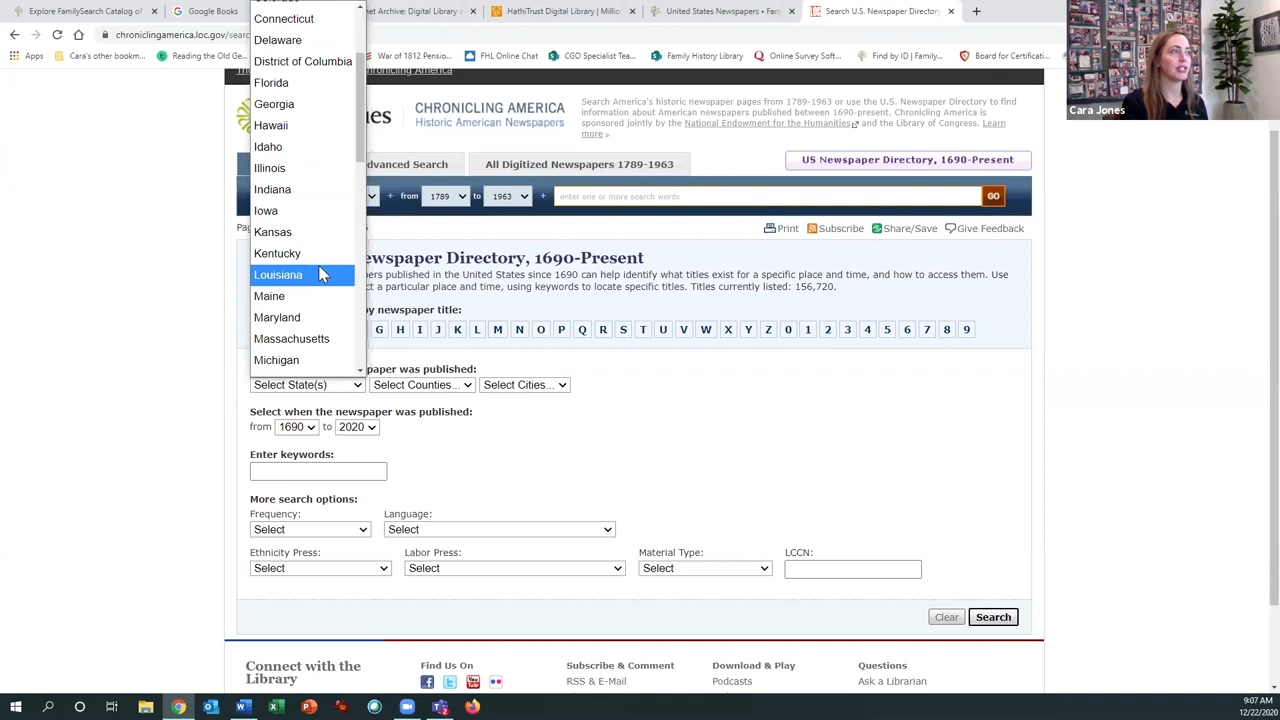 amilySearch Catalog of
Google Books
net Archive: Digital Library
HathiTrust Digital Library | Million
United States Newspapers – Fam
Search U.S. Newspaper Directory,
chroniclingamerica.loc.gov/searc
Apps
Cara's other bookm...
Reading the Old Ge...
War of 1812 Pension...
FHL Online Chat
CGO Specialist Tea...
Family History Library
Online Survey Soft...
Find by ID | Family...
Board for Certificati...
Cara Jones
Connecticut
Delaware
District of Columbia
Florida
Georgia
Hawaii
Idaho
Illinois
Indiana
Iowa
Kansas
Kentucky
Louisiana
Maine
Maryland
Massachusetts
Michigan
Chronicling America
CHRONICLING AMERICA
Historic American Newspapers
Search America's historic newspaper pages from 1789-1963 or use the U.S. Newspaper Directory to find
information about American newspapers published between 1690-present. Chronicling America is
sponsored jointly by the National Endowment for the Humanities and the Library of Congress. Learn
more »
dvanced Search
All Digitized Newspapers 1789-1963
US Newspaper Directory, 1690-Present
from 1789 to 1963 enter one or more search words GO
Print Subscribe Share/Save Give Feedback
ewspaper Directory, 1690-Present
ers published in the United States since 1690 can help identify what titles exist for a specific place and time, and how to access them. Use
ct a particular place and time, using keywords to locate specific titles. Titles currently listed: 156,720.
by newspaper title:
G H I J K L M N O P Q R S T U V W X Y Z 0 1 2 3 4 5 6 7 8 9
paper was published:
Select State(s) Select Counties... Select Cities...
Select when the newspaper was published:
from 1690 to 2020
Enter keywords:
More search options:
Frequency: Language:
Select Select
Ethnicity Press: Labor Press: Material Type: LCCN:
Select Select Select
Clear Search
Connect with the
Library
Find Us On
Subscribe & Comment
RSS & E-Mail
Download & Play
Podcasts
Questions
Ask a Librarian
9:07 AM
12/22/2020